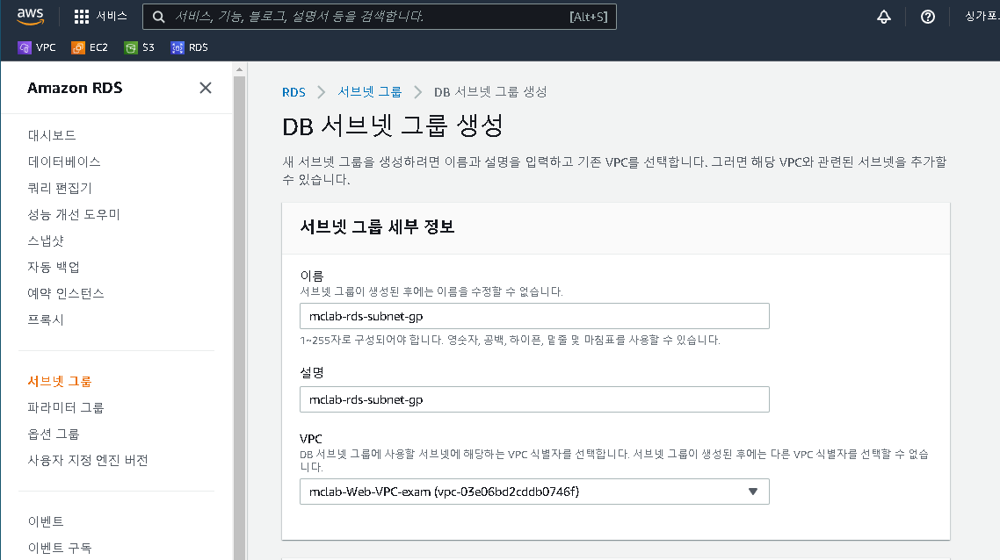 aws
서비스
서비스, 기능, 블로그, 설명서 등을 검색합니다.
[Alt+S]
VPC
EC2
S3
RDS
Amazon RDS
대시보드
데이터베이스
쿼리 편집기
성능 개선 도우미
스냅샷
자동 백업
예약 인스턴스
프록시
서브넷 그룹
파라미터 그룹
옵션 그룹
사용자 지정 엔진 버전
이벤트
이벤트 구독
RDS > 서브넷 그룹 > DB 서브넷 그룹 생성
DB 서브넷 그룹 생성
새 서브넷 그룹을 생성하려면 이름과 설명을 입력하고 기존 VPC를 선택합니다. 그러면 해당 VPC와 관련된 서브넷을 추가할
수 있습니다.
서브넷 그룹 세부 정보
이름
서브넷 그룹이 생성된 후에는 이름을 수정할 수 없습니다.
mclab-rds-subnet-gp
1~255자로 구성되어야 합니다. 영숫자, 공백, 하이픈, 밑줄 및 마침표를 사용할 수 있습니다.
설명
mclab-rds-subnet-gp
VPC
DB 서브넷 그룹에 사용할 서브넷에 해당하는 VPC 식별자를 선택합니다. 서브넷 그룹이 생성된 후에는 다른 VPC 식별자를 선택할 수 없습
니다.
mclab-Web-VPC-exam (vpc-03e06bd2cddb0746f)